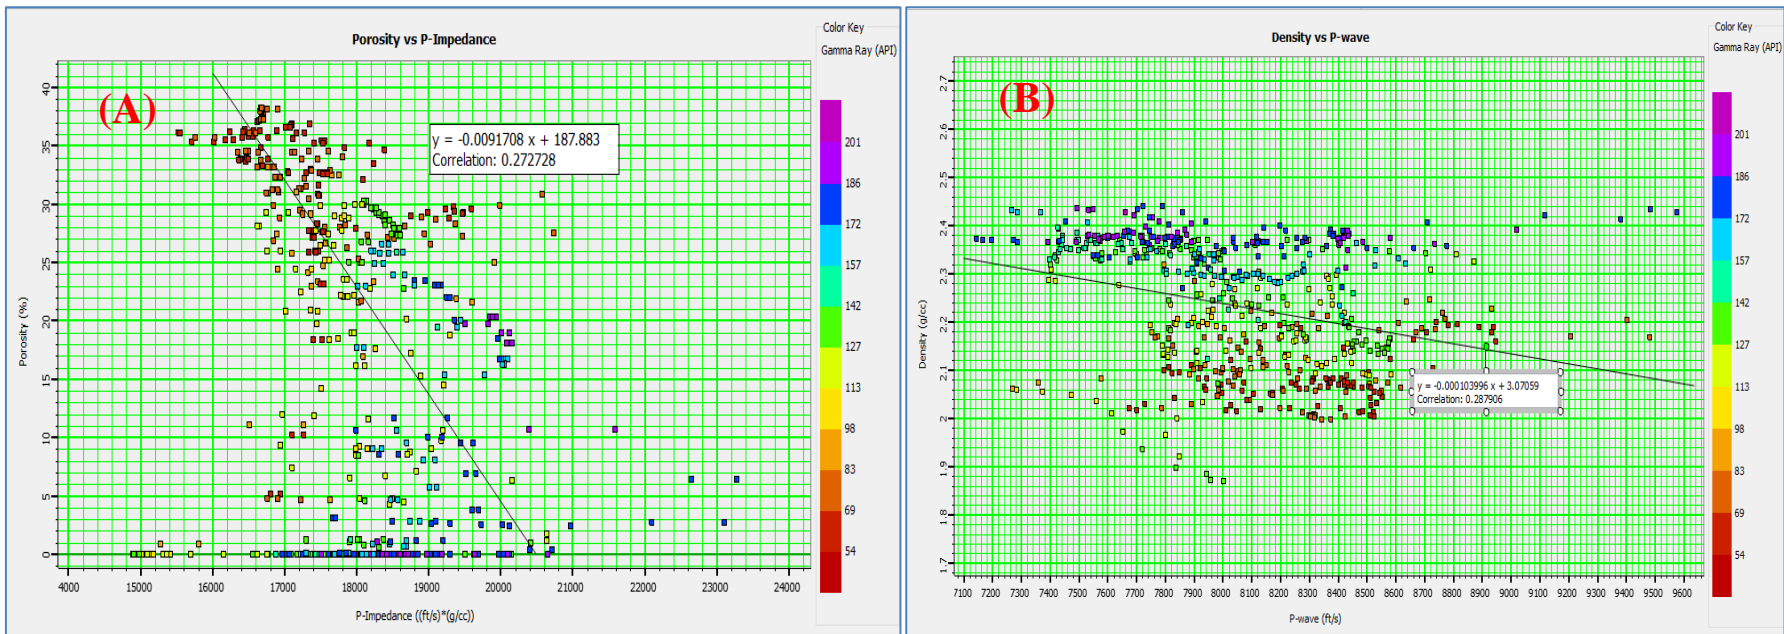 Porosity vs P-Impedance
(A)
y = -0.0091708 x + 187.883
Correlation: 0.272728
Porosity (%)
40
35
30
25
20
15
10
5
0
4000 15000 16000 17000 18000 19000 20000 21000 22000 23000 24000
P-Impedance ((ft/s)*(g/cc))
Color Key
Gamma Ray (API)
201
186
172
157
142
127
113
98
83
69
54
Density vs P-wave
(B)
y = -0.000103996 x + 3.07059
Correlation: 0.287906
Density (g/cc)
2.7
2.6
2.5
2.4
2.3
2.2
2.1
2
1.9
1.8
1.7
7100 7200 7300 7400 7500 7600 7700 7800 7900 8000 8100 8200 8300 8400 8500 8600 8700 8800 8900 9000 9100 9200 9300 9400 9500 9600
P-wave (ft/s)
Color Key
Gamma Ray (API)
201
186
172
157
142
127
113
98
83
69
54